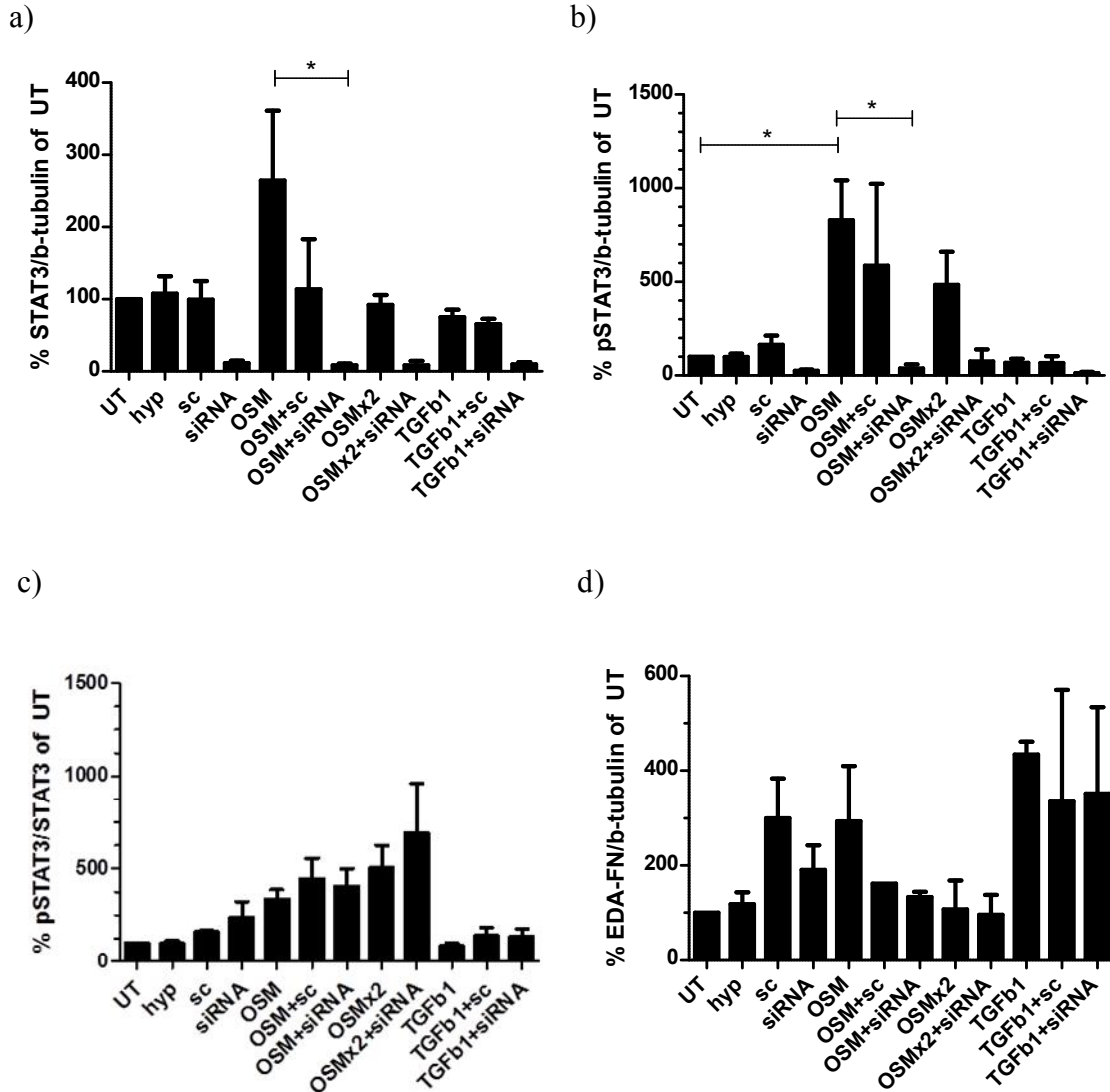 a)
% STAT3/b-tubulin of UT
400
300
200
100
0
*
UT
hyp
sc
siRNA
OSM
OSM+sc
OSM+siRNA
OSMx2
OSMx2+siRNA
TGFb1
TGFb1+sc
TGFb1+siRNA
b)
% pSTAT3/b-tubulin of UT
1500
1000
500
0
*
*
UT
hyp
sc
siRNA
OSM
OSM+sc
OSM+siRNA
OSMx2
OSMx2+siRNA
TGFb1
TGFb1+sc
TGFb1+siRNA
c)
% pSTAT3/STAT3 of UT
1500
1000
500
0
UT
hyp
sc
siRNA
OSM
OSM+sc
OSM+siRNA
OSMx2
OSMx2+siRNA
TGFb1
TGFb1+sc
TGFb1+siRNA
d)
% EDA-FN/b-tubulin of UT
600
400
200
0
UT
hyp
sc
siRNA
OSM
OSM+sc
OSM+siRNA
OSMx2
OSMx2+siRNA
TGFb1
TGFb1+sc
TGFb1+siRNA